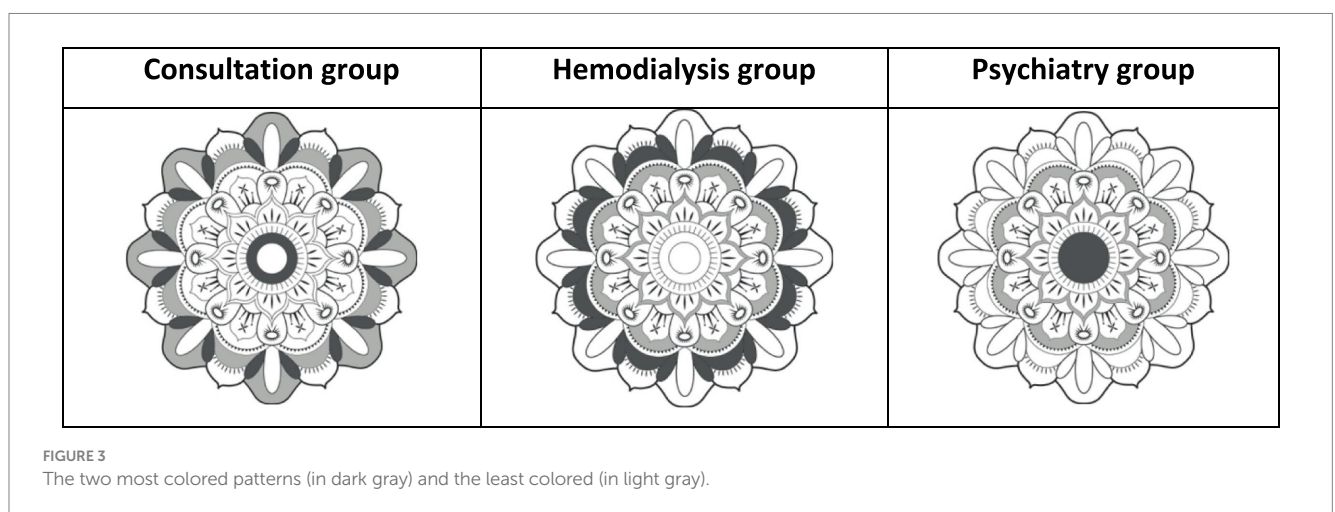 Consultation group
Hemodialysis group
Psychiatry group
FIGURE 3
The two most colored patterns (in dark gray) and the least colored (in light gray).